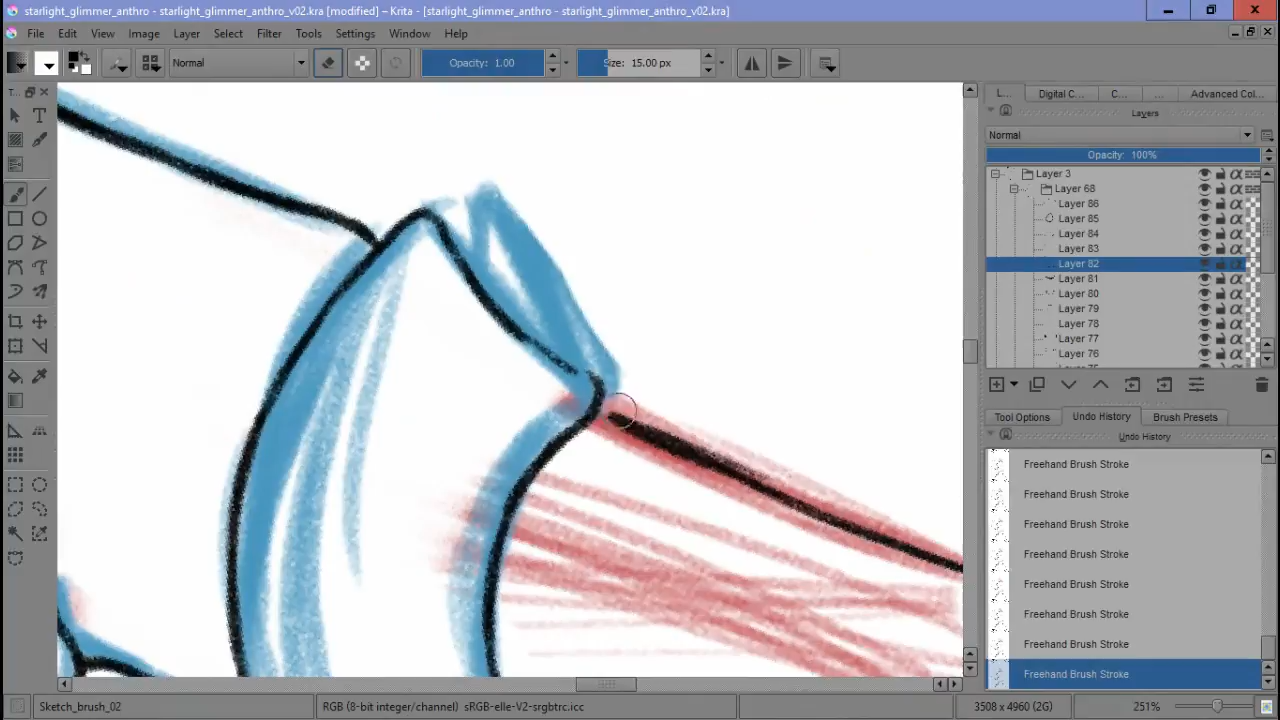 starlight_glimmer_anthro - starlight_glimmer_anthro_v02.kra [modified] – Krita - [starlight_glimmer_anthro - starlight_glimmer_anthro_v02.kra]
File Edit View Image Layer Select Filter Tools Settings Window Help
Normal Opacity: 1.00 Size: 15.00 px
T... L... Digital C... C... ... Advanced Col...
Layers
Normal
Opacity: 100%
Layer 3
Layer 68
Layer 86
Layer 85
Layer 84
Layer 83
Layer 82
Layer 81
Layer 80
Layer 79
Layer 78
Layer 77
Layer 76
Tool Options Undo History Brush Presets
Undo History
Freehand Brush Stroke
Freehand Brush Stroke
Freehand Brush Stroke
Freehand Brush Stroke
Freehand Brush Stroke
Freehand Brush Stroke
Freehand Brush Stroke
Freehand Brush Stroke
Sketch_brush_02 RGB (8-bit integer/channel) sRGB-elle-V2-srgbtrc.icc 3508 x 4960 (2G) 251%